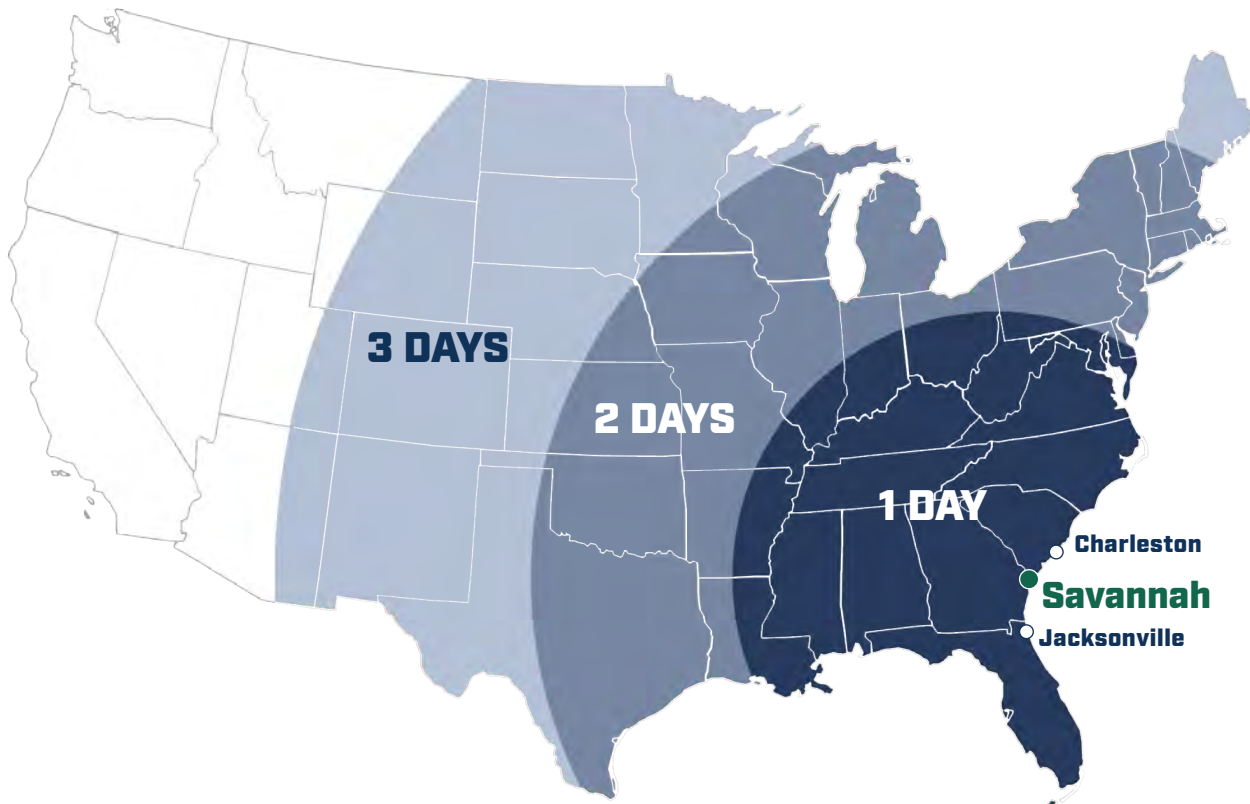 3 DAYS
2 DAYS
1 DAY
Charleston
Savannah
Jacksonville